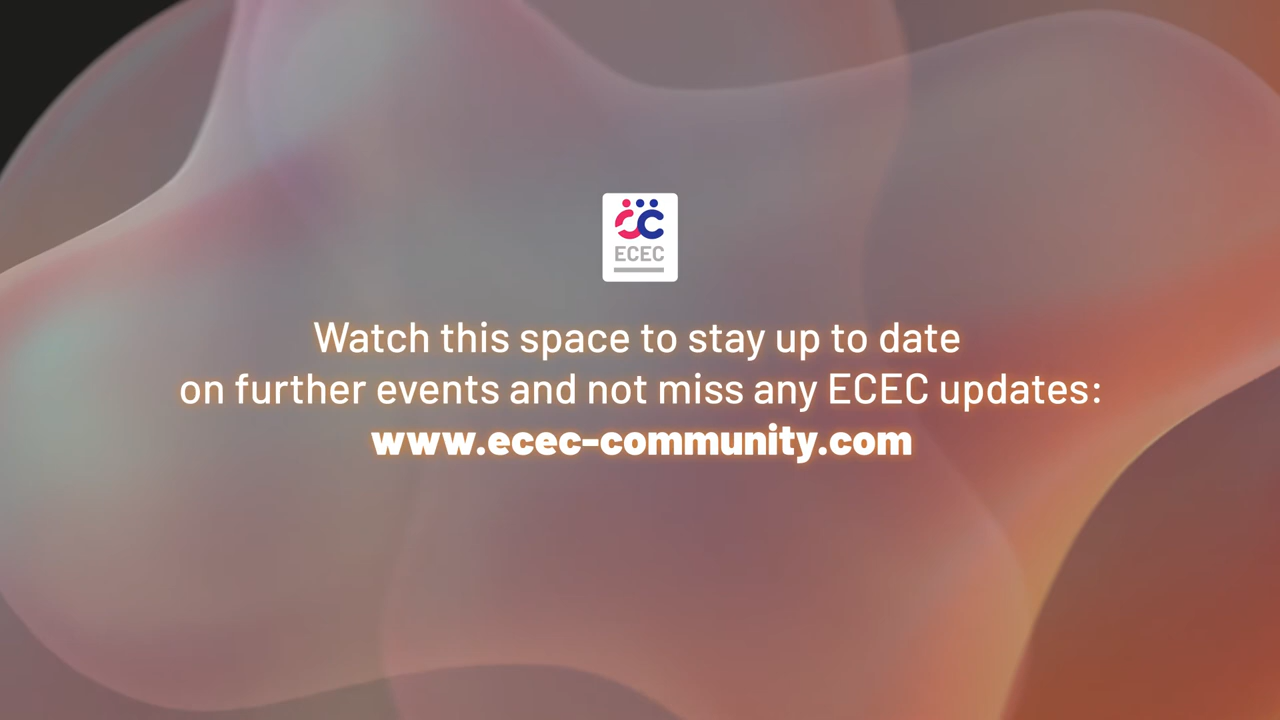 ECEC
Watch this space to stay up to date
on further events and not miss any ECEC updates:
www.ecec-community.com